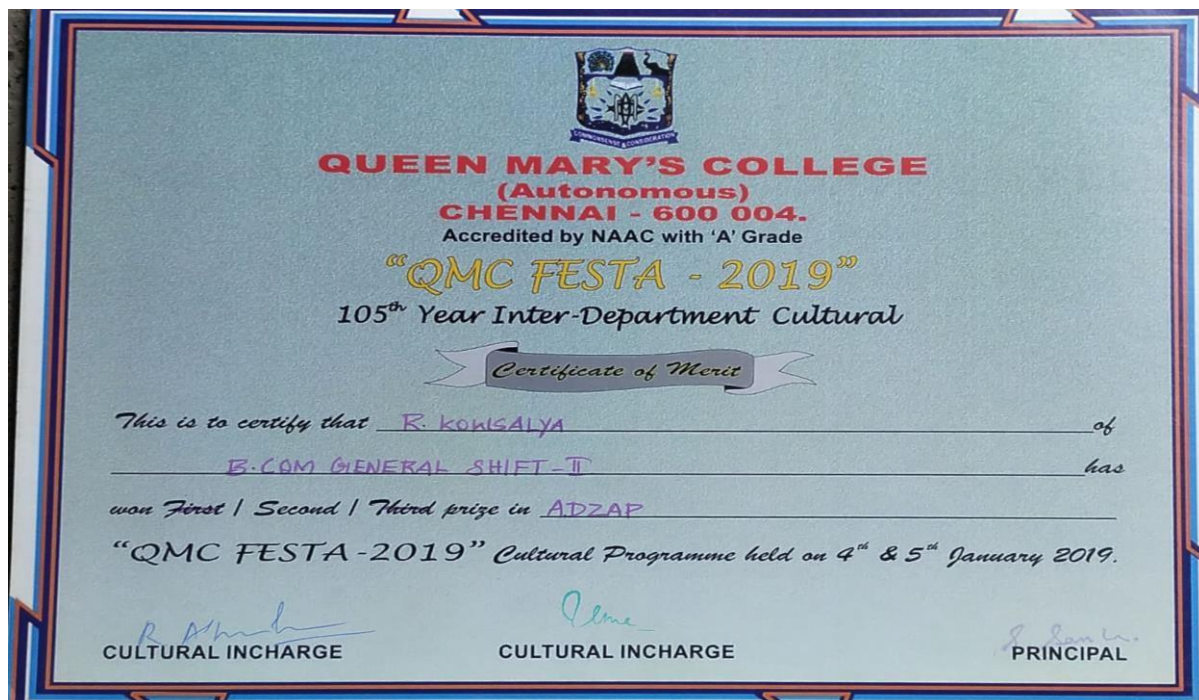 COMMONSENSE & CONSIDERATION
QUEEN MARY'S COLLEGE
(Autonomous)
CHENNAI - 600 004.
Accredited by NAAC with 'A' Grade
"QMC FESTA - 2019"
105th Year Inter-Department Cultural
Certificate of Merit
This is to certify that R. KOWSALYA of
B.COM GENERAL SHIFT-II has
won First / Second / Third prize in ADZAP
"QMC FESTA -2019" Cultural Programme held on 4th & 5th January 2019.
CULTURAL INCHARGE CULTURAL INCHARGE PRINCIPAL